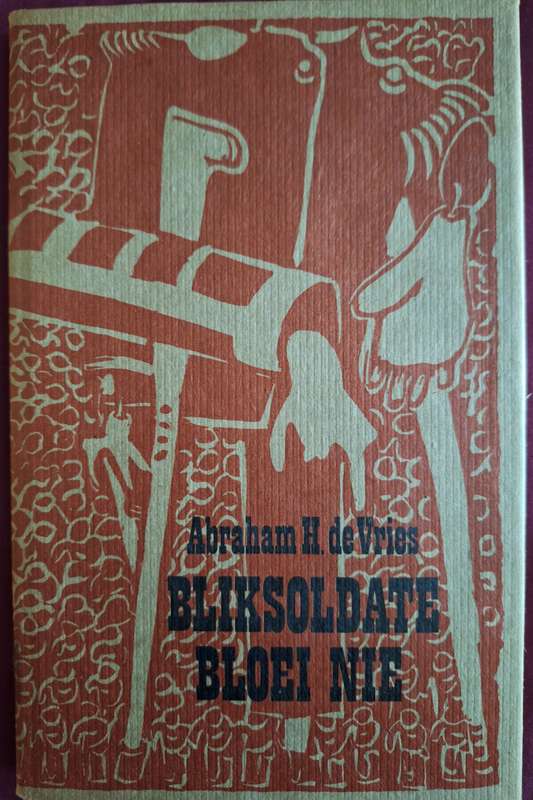 Abraham H. de Vries
BLIKSOLDATE
BLOEI NIE